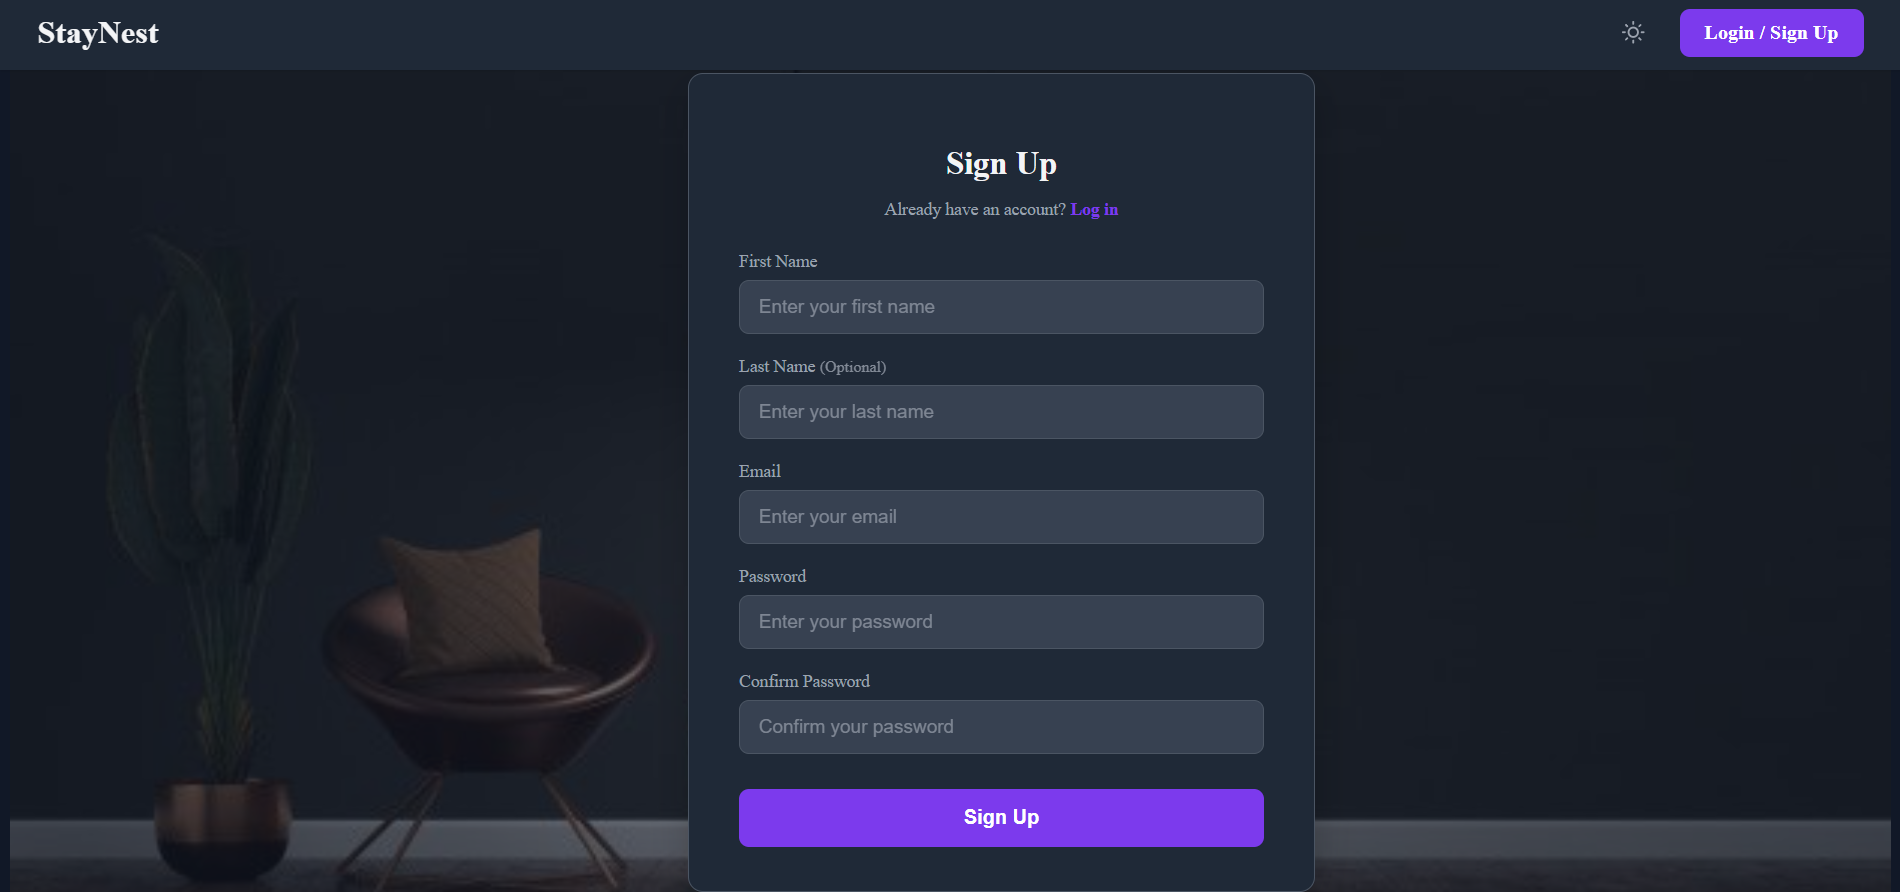 StayNest
Login / Sign Up
Sign Up
Already have an account? Log in
First Name
Enter your first name
Last Name (Optional)
Enter your last name
Email
Enter your email
Password
Enter your password
Confirm Password
Confirm your password
Sign Up